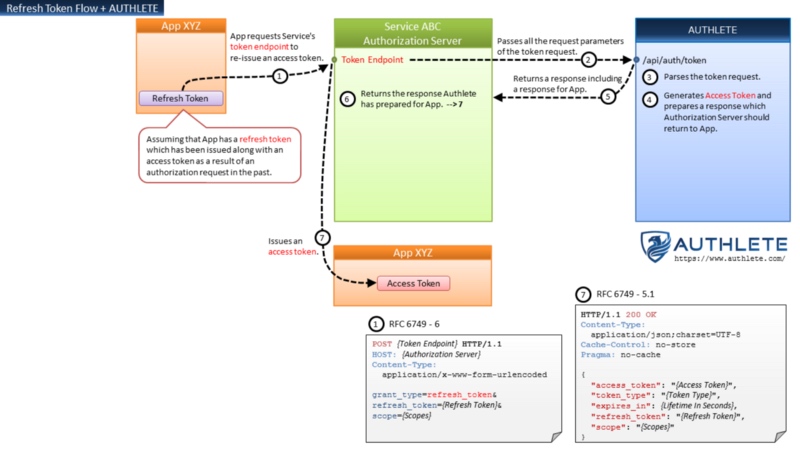 Refresh Token Flow + AUTHLETE
App XYZ
Refresh Token
Assuming that App has a refresh token
which has been issued along with an
access token as a result of an
authorization request in the past.
App requests Service's
token endpoint to
re-issue an access token.
1
Service ABC
Authorization Server
Token Endpoint
6 Returns the response Authlete
has prepared for App. --> 7
Passes all the request parameters
of the token request.
2
Returns a response including
a response for App.
5
AUTHLETE
/api/auth/token
3 Parses the token request.
4 Generates Access Token and
prepares a response which
Authorization Server should
return to App.
AUTHLETE
https://www.authlete.com/
Issues an
access token.
7
App XYZ
Access Token
1 RFC 6749 - 6
POST {Token Endpoint} HTTP/1.1
HOST: {Authorization Server}
Content-Type:
application/x-www-form-urlencoded
grant_type=refresh_token&
refresh_token={Refresh Token}&
scope={Scopes}
7 RFC 6749 - 5.1
HTTP/1.1 200 OK
Content-Type:
application/json;charset=UTF-8
Cache-Control: no-store
Pragma: no-cache
{
"access_token": "{Access Token}",
"token_type": "{Token Type}",
"expires_in": {Lifetime In Seconds},
"refresh_token": "{Refresh Token}",
"scope": "{Scopes}"
}